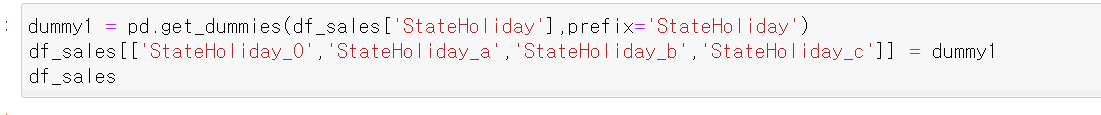 dummy1 = pd.get_dummies(df_sales['StateHoliday'],prefix='StateHoliday')
df_sales[['StateHoliday_0','StateHoliday_a','StateHoliday_b','StateHoliday_c']] = dummy1
df_sales